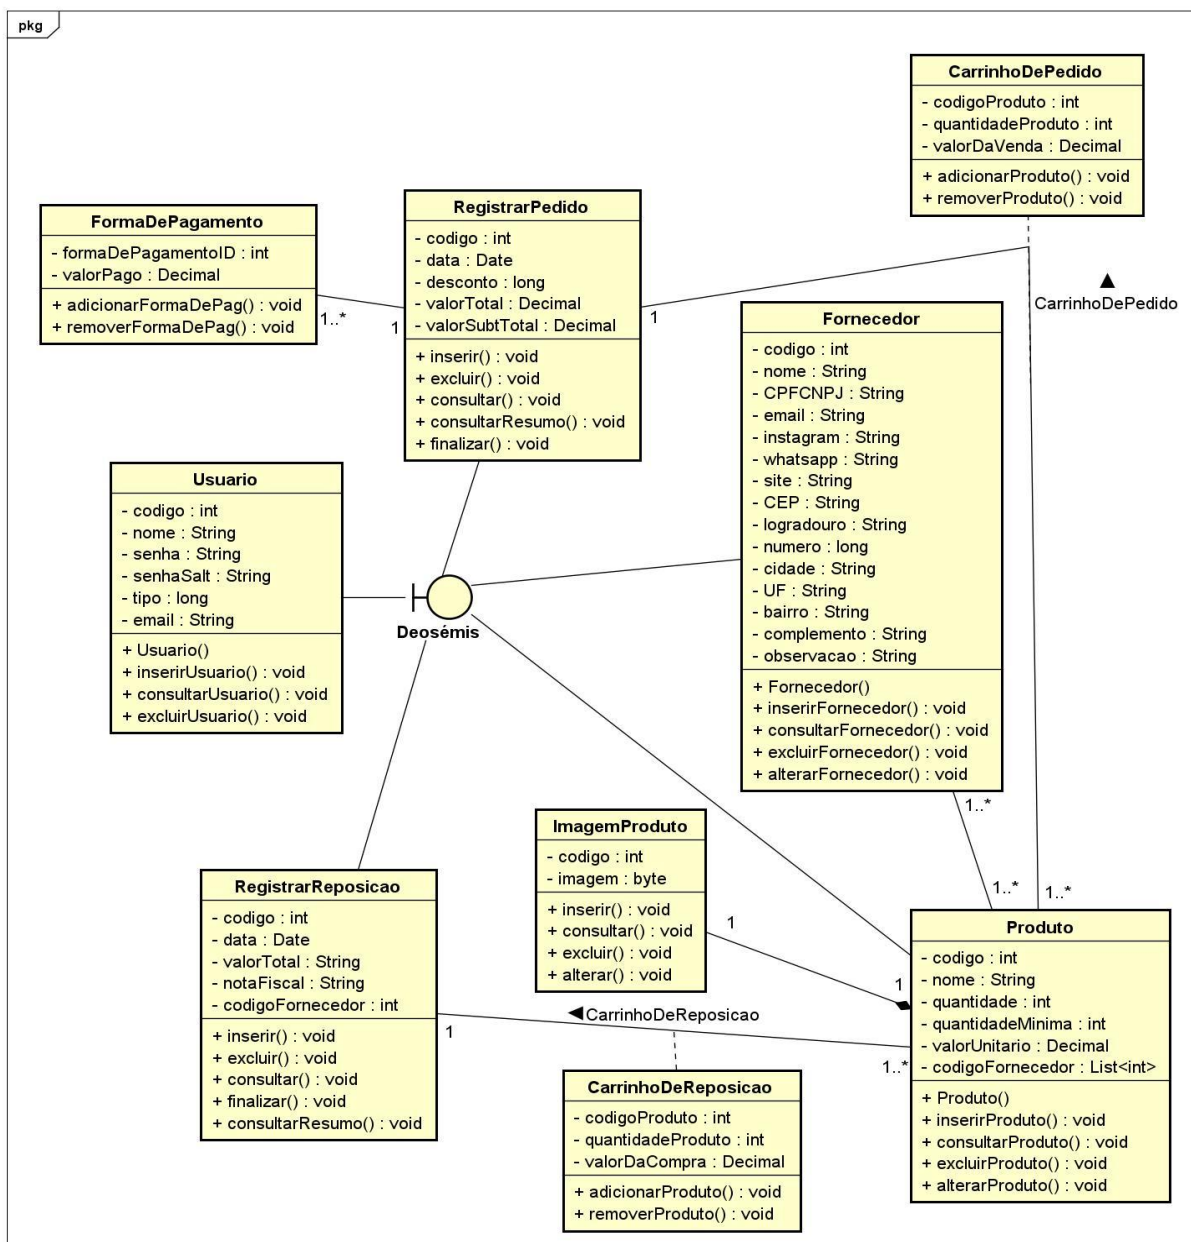 pkg
CarrinhoDePedido
- codigoProduto : int
- quantidadeProduto : int
- valorDaVenda : Decimal
+ adicionarProduto() : void
+ removerProduto() : void
FormaDePagamento
- formaDePagamentoID : int
- valorPago : Decimal
+ adicionarFormaDePag() : void
+ removerFormaDePag() : void
1..*
1
RegistrarPedido
- codigo : int
- data : Date
- desconto : long
- valorTotal : Decimal
- valorSubtTotal : Decimal
+ inserir() : void
+ excluir() : void
+ consultar() : void
+ consultarResumo() : void
+ finalizar() : void
1
▲
CarrinhoDePedido
Fornecedor
- codigo : int
- nome : String
- CPFCNPJ : String
- email : String
- instagram : String
- whatsapp : String
- site : String
- CEP : String
- logradouro : String
- numero : long
- cidade : String
- UF : String
- bairro : String
- complemento : String
- observacao : String
+ Fornecedor()
+ inserirFornecedor() : void
+ consultarFornecedor() : void
+ excluirFornecedor() : void
+ alterarFornecedor() : void
1..*
1..*
1..*
Usuario
- codigo : int
- nome : String
- senha : String
- senhaSalt : String
- tipo : long
- email : String
+ Usuario()
+ inserirUsuario() : void
+ consultarUsuario() : void
+ excluirUsuario() : void
Deosémis
ImagemProduto
- codigo : int
- imagem : byte
+ inserir() : void
+ consultar() : void
+ excluir() : void
+ alterar() : void
1
1
RegistrarReposicao
- codigo : int
- data : Date
- valorTotal : String
- notaFiscal : String
- codigoFornecedor : int
+ inserir() : void
+ excluir() : void
+ consultar() : void
+ finalizar() : void
+ consultarResumo() : void
1
◀ CarrinhoDeReposicao
1..*
CarrinhoDeReposicao
- codigoProduto : int
- quantidadeProduto : int
- valorDaCompra : Decimal
+ adicionarProduto() : void
+ removerProduto() : void
Produto
- codigo : int
- nome : String
- quantidade : int
- quantidadeMinima : int
- valorUnitario : Decimal
- codigoFornecedor : List<int>
+ Produto()
+ inserirProduto() : void
+ consultarProduto() : void
+ excluirProduto() : void
+ alterarProduto() : void